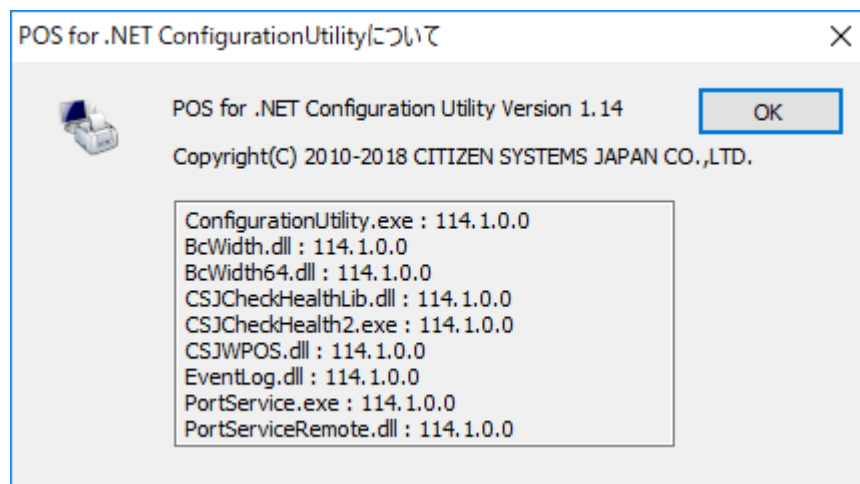 POS for .NET ConfigurationUtilityについて
POS for .NET Configuration Utility Version 1.14
OK
Copyright(C) 2010-2018 CITIZEN SYSTEMS JAPAN CO.,LTD.
ConfigurationUtility.exe : 114.1.0.0
BcWidth.dll : 114.1.0.0
BcWidth64.dll : 114.1.0.0
CSJCheckHealthLib.dll : 114.1.0.0
CSJCheckHealth2.exe : 114.1.0.0
CSJWPOS.dll : 114.1.0.0
EventLog.dll : 114.1.0.0
PortService.exe : 114.1.0.0
PortServiceRemote.dll : 114.1.0.0